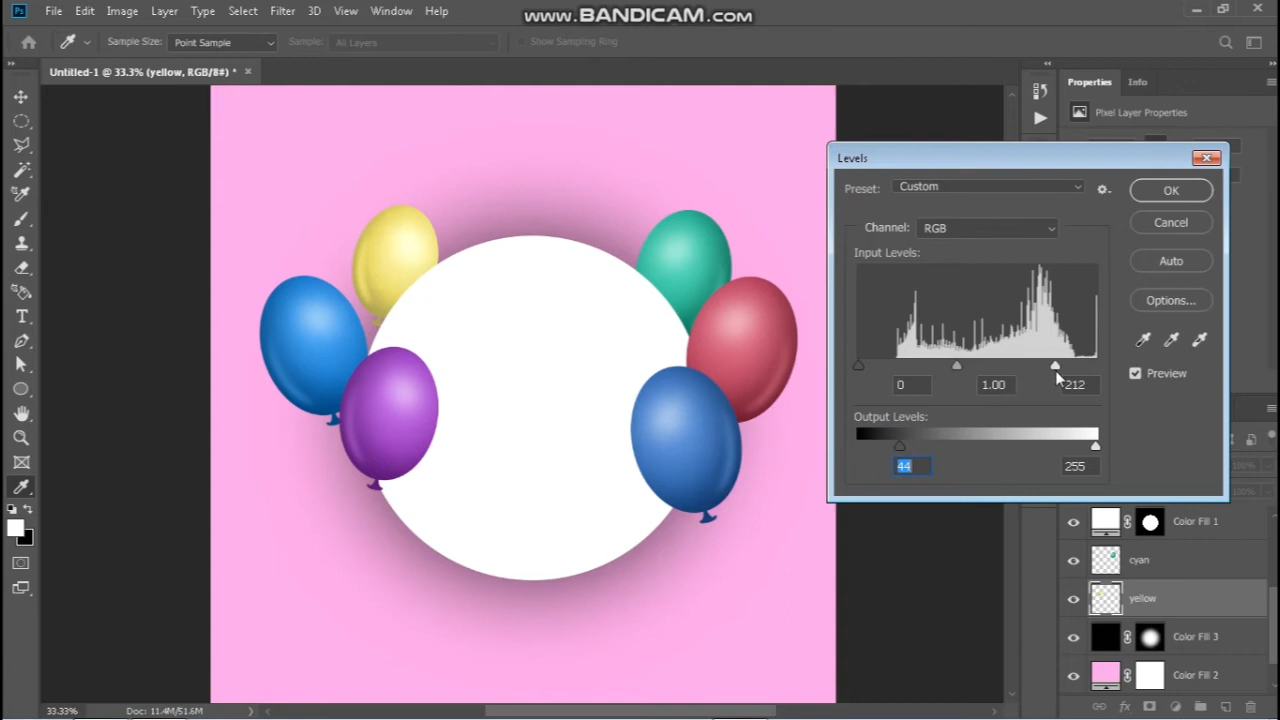 Ps File Edit Image Layer Type Select Filter 3D View Window Help
www.BANDICAM.com
Sample Size: Point Sample Sample: All Layers Show Sampling Ring
Untitled-1 @ 33.3% (yellow, RGB/8#) * ×
Properties Info
Pixel Layer Properties
Levels
Preset: Custom
OK
Channel: RGB
Cancel
Input Levels:
Auto
Options...
Preview
0 1.00 212
Output Levels:
44 255
Color Fill 1
cyan
yellow
Color Fill 3
Color Fill 2
33.33% Doc: 11.4M/51.6M